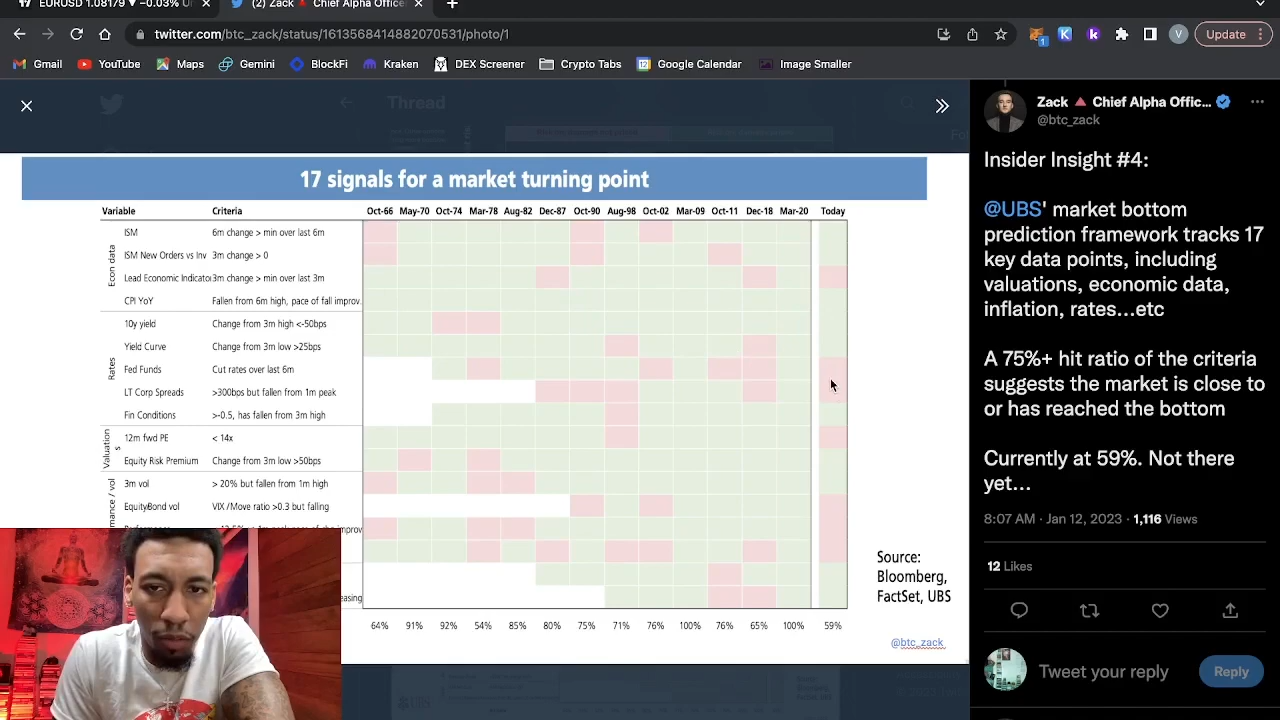 EURUSD 1.08179 ▼ −0.03% Un
(2) Zack 🔺 Chief Alpha Office
twitter.com/btc_zack/status/1613568414882070531/photo/1
1
V
Update
Gmail
YouTube
Maps
Gemini
BlockFi
Kraken
DEX Screener
Crypto Tabs
Google Calendar
Image Smaller
Thread
17 signals for a market turning point
Variable Criteria Oct-66 May-70 Oct-74 Mar-78 Aug-82 Dec-87 Oct-90 Aug-98 Oct-02 Mar-09 Oct-11 Dec-18 Mar-20 Today
Econ data
ISM 6m change > min over last 6m
ISM New Orders vs Inv 3m change > 0
Lead Economic Indicato 3m change > min over last 3m
CPI YoY Fallen from 6m high, pace of fall improv.
Rates
10y yield Change from 3m high <-50bps
Yield Curve Change from 3m low >25bps
Fed Funds Cut rates over last 6m
LT Corp Spreads >300bps but fallen from 1m peak
Fin Conditions >-0.5, has fallen from 3m high
Valuation
s
12m fwd PE < 14x
Equity Risk Premium Change from 3m low >50bps
mance / vol
3m vol > 20% but fallen from 1m high
EquityBond vol VIX /Move ratio >0.3 but falling
improv
easing
64% 91% 92% 54% 85% 80% 75% 71% 76% 100% 76% 65% 100% 59%
Source:
Bloomberg,
FactSet, UBS
@btc_zack
Zack 🔺 Chief Alpha Offic...
@btc_zack
Insider Insight #4:
@UBS' market bottom
prediction framework tracks 17
key data points, including
valuations, economic data,
inflation, rates...etc
A 75%+ hit ratio of the criteria
suggests the market is close to
or has reached the bottom
Currently at 59%. Not there
yet...
8:07 AM · Jan 12, 2023 · 1,116 Views
12 Likes
Tweet your reply
Reply